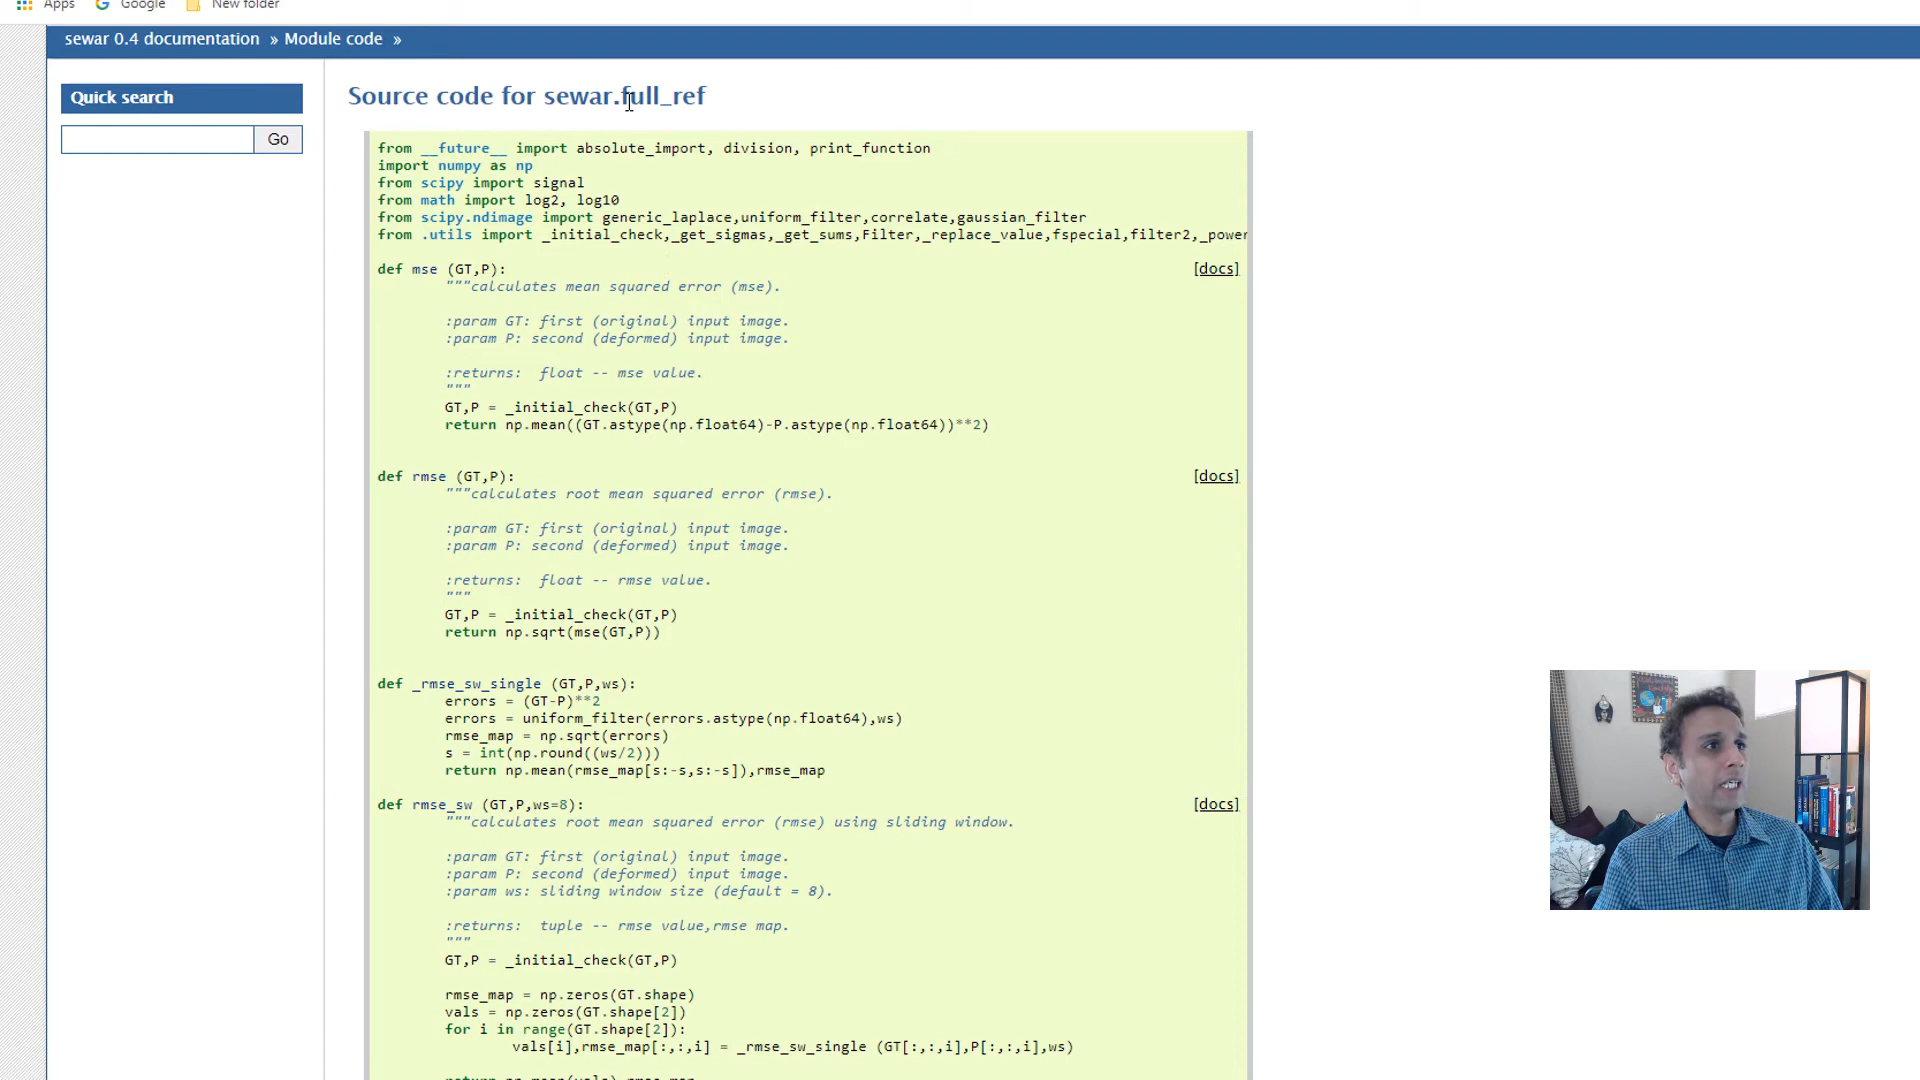 Apps Google New folder
sewar 0.4 documentation » Module code »
Quick search
Go
Source code for sewar.full_ref
from __future__ import absolute_import, division, print_function
import numpy as np
from scipy import signal
from math import log2, log10
from scipy.ndimage import generic_laplace,uniform_filter,correlate,gaussian_filter
from .utils import _initial_check,_get_sigmas,_get_sums,Filter,_replace_value,fspecial,filter2,_power
def mse (GT,P): [docs]
"""calculates mean squared error (mse).
:param GT: first (original) input image.
:param P: second (deformed) input image.
:returns: float -- mse value.
"""
GT,P = _initial_check(GT,P)
return np.mean((GT.astype(np.float64)-P.astype(np.float64))**2)
def rmse (GT,P): [docs]
"""calculates root mean squared error (rmse).
:param GT: first (original) input image.
:param P: second (deformed) input image.
:returns: float -- rmse value.
"""
GT,P = _initial_check(GT,P)
return np.sqrt(mse(GT,P))
def _rmse_sw_single (GT,P,ws):
errors = (GT-P)**2
errors = uniform_filter(errors.astype(np.float64),ws)
rmse_map = np.sqrt(errors)
s = int(np.round((ws/2)))
return np.mean(rmse_map[s:-s,s:-s]),rmse_map
def rmse_sw (GT,P,ws=8): [docs]
"""calculates root mean squared error (rmse) using sliding window.
:param GT: first (original) input image.
:param P: second (deformed) input image.
:param ws: sliding window size (default = 8).
:returns: tuple -- rmse value,rmse map.
"""
GT,P = _initial_check(GT,P)
rmse_map = np.zeros(GT.shape)
vals = np.zeros(GT.shape[2])
for i in range(GT.shape[2]):
vals[i],rmse_map[:,:,i] = _rmse_sw_single (GT[:,:,i],P[:,:,i],ws)